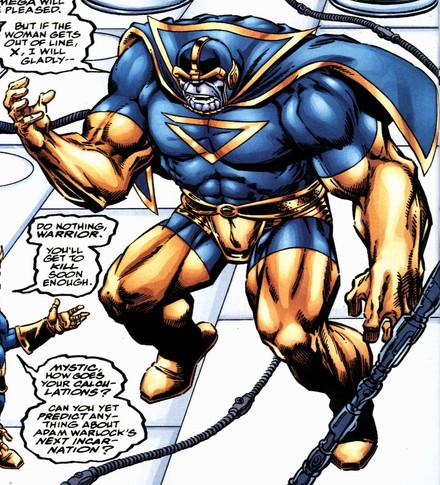 MEGA WILL
E PLEASED.
BUT IF THE
WOMAN GETS
OUT OF LINE,
X, I WILL
GLADLY--
DO NOTHING,
WARRIOR.
YOU'LL
GET TO
KILL
SOON
ENOUGH.
MYSTIC,
HOW GOES
YOUR CALCU-
LATIONS?
CAN YOU YET
PREDICT ANY-
THING ABOUT
ADAM WARLOCK'S
NEXT INCAR-
NATION?